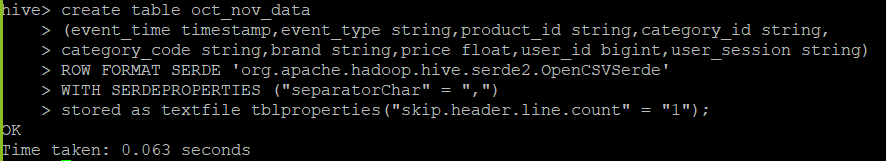 hive> create table oct_nov_data
    > (event_time timestamp,event_type string,product_id string,category_id string,
    > category_code string,brand string,price float,user_id bigint,user_session string)
    > ROW FORMAT SERDE 'org.apache.hadoop.hive.serde2.OpenCSVSerde'
    > WITH SERDEPROPERTIES ("separatorChar" = ",")
    > stored as textfile tblproperties("skip.header.line.count" = "1");
OK
Time taken: 0.063 seconds